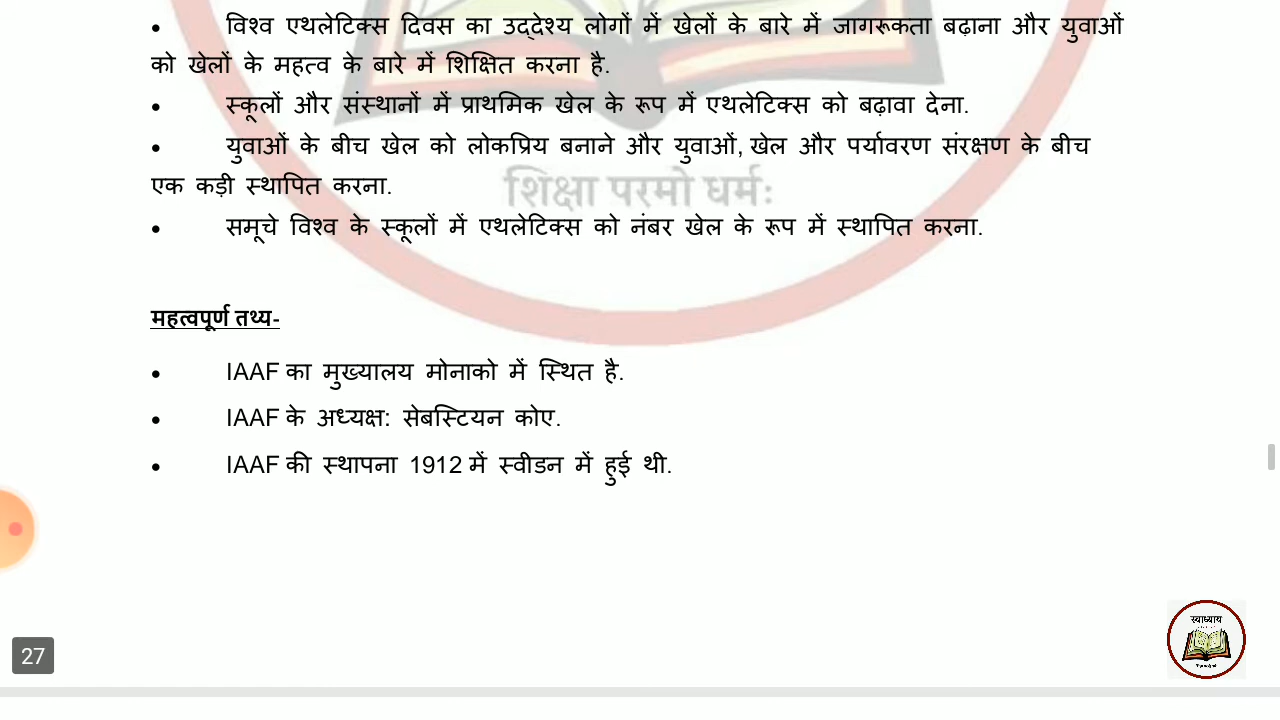 • विश्व एथलेटिक्स दिवस का उद्देश्य लोगों में खेलों के बारे में जागरूकता बढ़ाना और युवाओं
को खेलों के महत्व के बारे में शिक्षित करना है.
• स्कूलों और संस्थानों में प्राथमिक खेल के रूप में एथलेटिक्स को बढ़ावा देना.
• युवाओं के बीच खेल को लोकप्रिय बनाने और युवाओं, खेल और पर्यावरण संरक्षण के बीच
एक कड़ी स्थापित करना.
शिक्षा परमो धर्मः
• समूचे विश्व के स्कूलों में एथलेटिक्स को नंबर खेल के रूप में स्थापित करना.
महत्वपूर्ण तथ्य-
• IAAF का मुख्यालय मोनाको में स्थित है.
• IAAF के अध्यक्ष: सेबस्टियन कोए.
• IAAF की स्थापना 1912 में स्वीडन में हुई थी.
स्वाध्याय
27